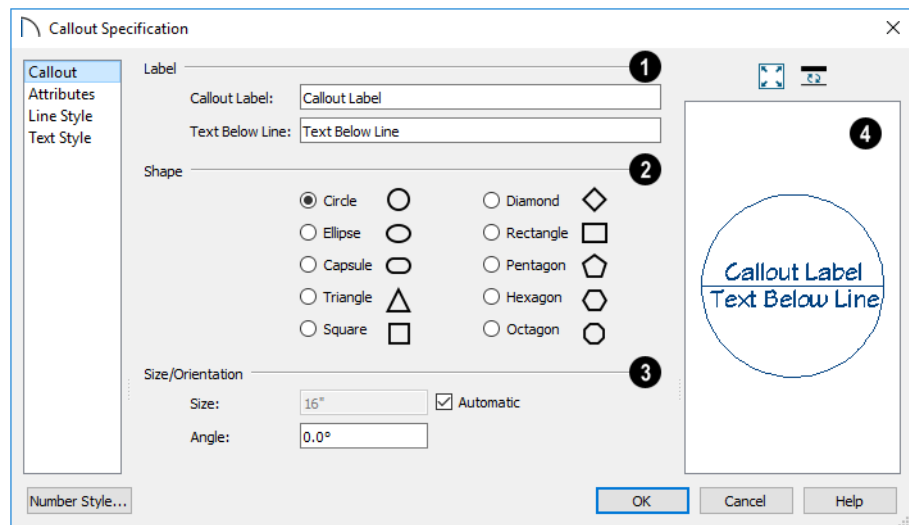 Callout Specification
Callout
Attributes
Line Style
Text Style
Label
1
Callout Label: Callout Label
Text Below Line: Text Below Line
Shape
2
Circle Diamond
Ellipse Rectangle
Capsule Pentagon
Triangle Hexagon
Square Octagon
Size/Orientation
3
Size: 16" Automatic
Angle: 0.0°
4
Callout Label
Text Below Line
Number Style... OK Cancel Help